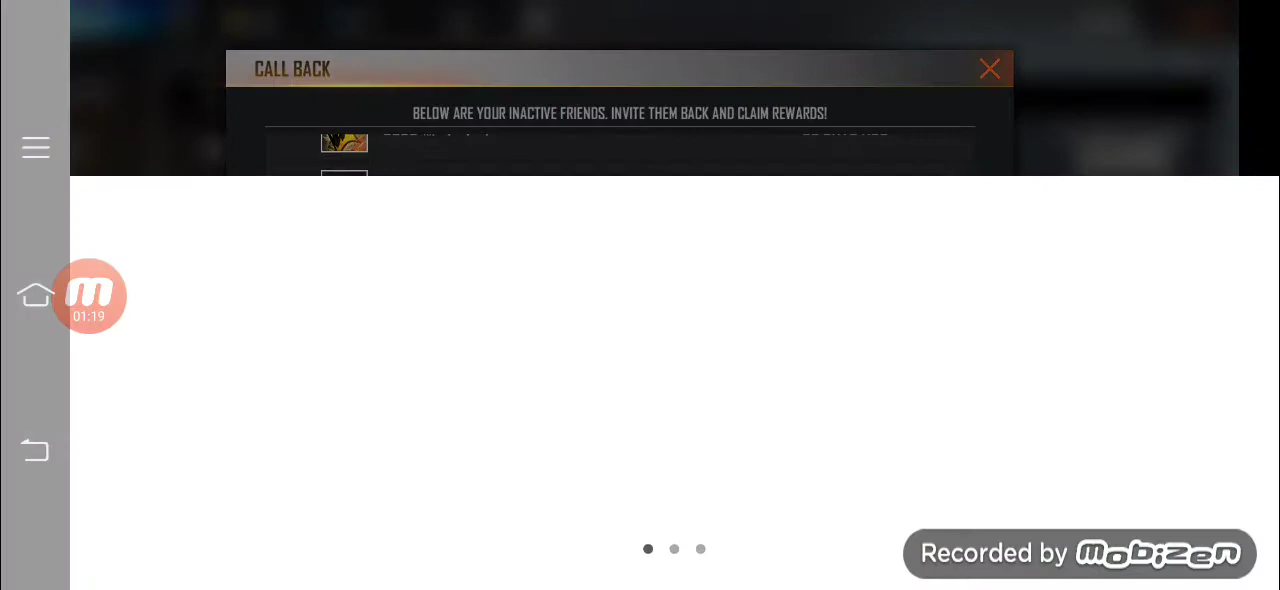 CALL BACK
BELOW ARE YOUR INACTIVE FRIENDS. INVITE THEM BACK AND CLAIM REWARDS!
01:19
Recorded by mobizen